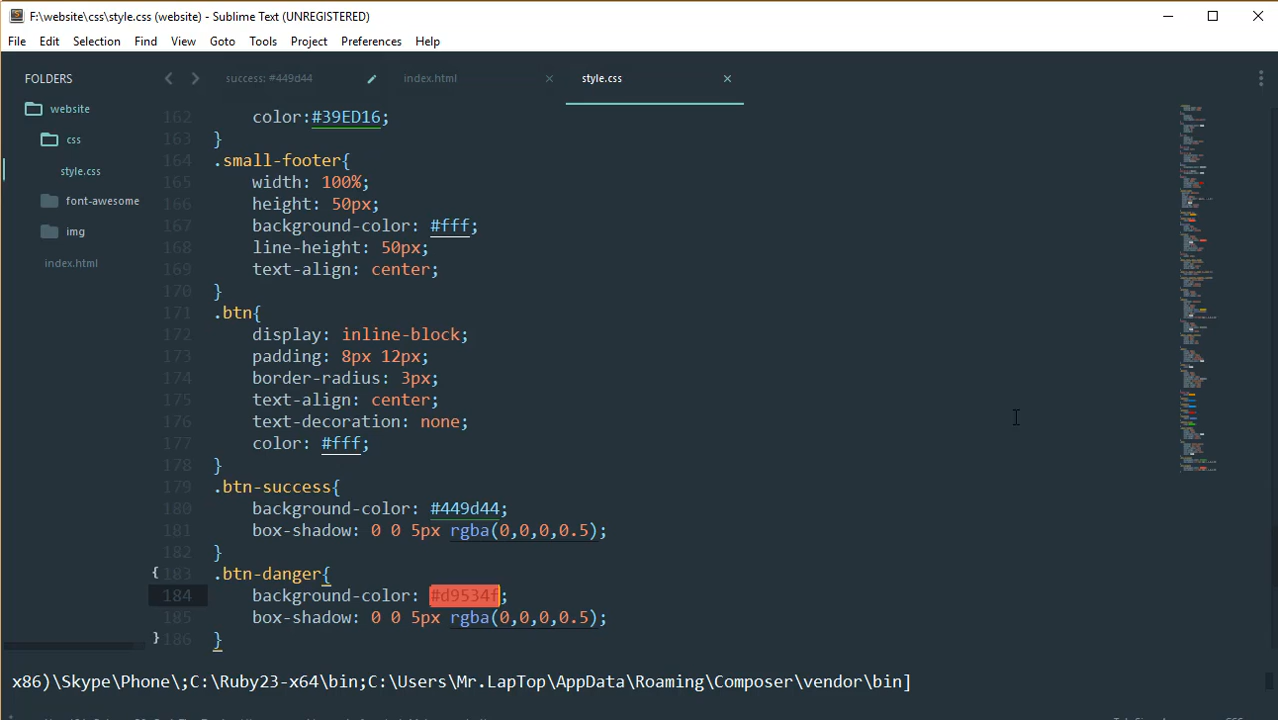 F:\website\css\style.css (website) - Sublime Text (UNREGISTERED)
File Edit Selection Find View Goto Tools Project Preferences Help
FOLDERS
website
css
style.css
font-awesome
img
index.html
success: #449d44 index.html style.css
162 color:#39ED16;
163 }
164 .small-footer{
165 width: 100%;
166 height: 50px;
167 background-color: #fff;
168 line-height: 50px;
169 text-align: center;
170 }
171 .btn{
172 display: inline-block;
173 padding: 8px 12px;
174 border-radius: 3px;
175 text-align: center;
176 text-decoration: none;
177 color: #fff;
178 }
179 .btn-success{
180 background-color: #449d44;
181 box-shadow: 0 0 5px rgba(0,0,0,0.5);
182 }
{ 183 .btn-danger{
184 background-color: #d9534f;
185 box-shadow: 0 0 5px rgba(0,0,0,0.5);
} 186 }
x86)\Skype\Phone\;C:\Ruby23-x64\bin;C:\Users\Mr.LapTop\AppData\Roaming\Composer\vendor\bin]